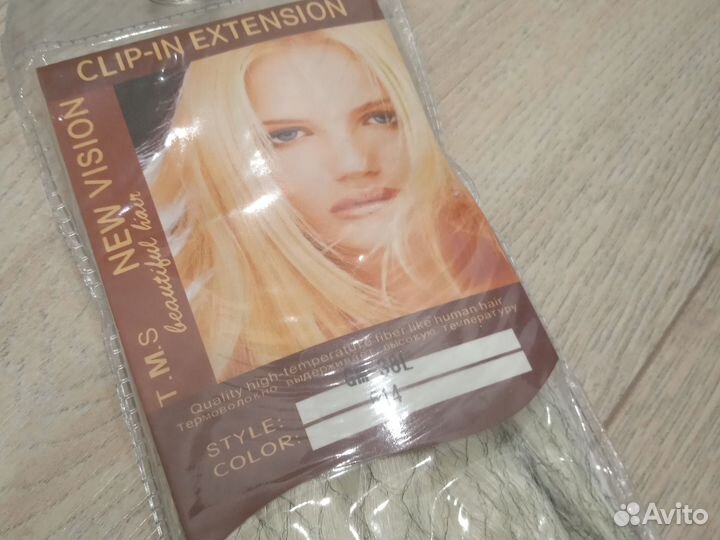 CLIP-IN EXTENSION
NEW VISION
T.M.S beautiful hair
Quality high-temperature fiber like human hair
Термоволокно выдерживает высокую температуру
STYLE:
COLOR: 514
Avito